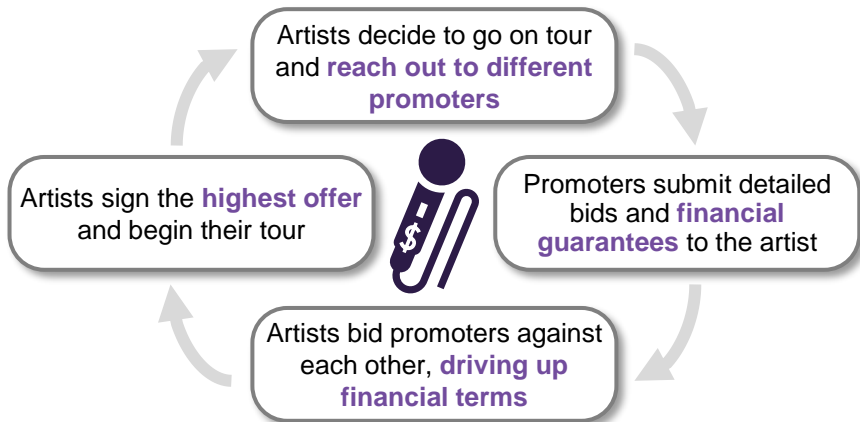 Artists decide to go on tour
and reach out to different
promoters
Promoters submit detailed
bids and financial
guarantees to the artist
Artists bid promoters against
each other, driving up
financial terms
Artists sign the highest offer
and begin their tour
$